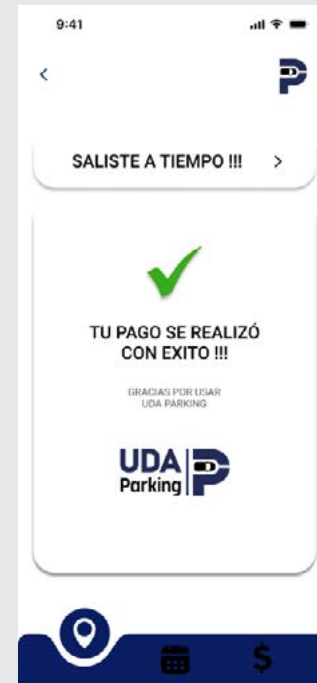 9:41
SALISTE A TIEMPO !!!
TU PAGO SE REALIZÓ
CON EXITO !!!
GRACIAS POR USAR
UDA PARKING
UDA
Parking